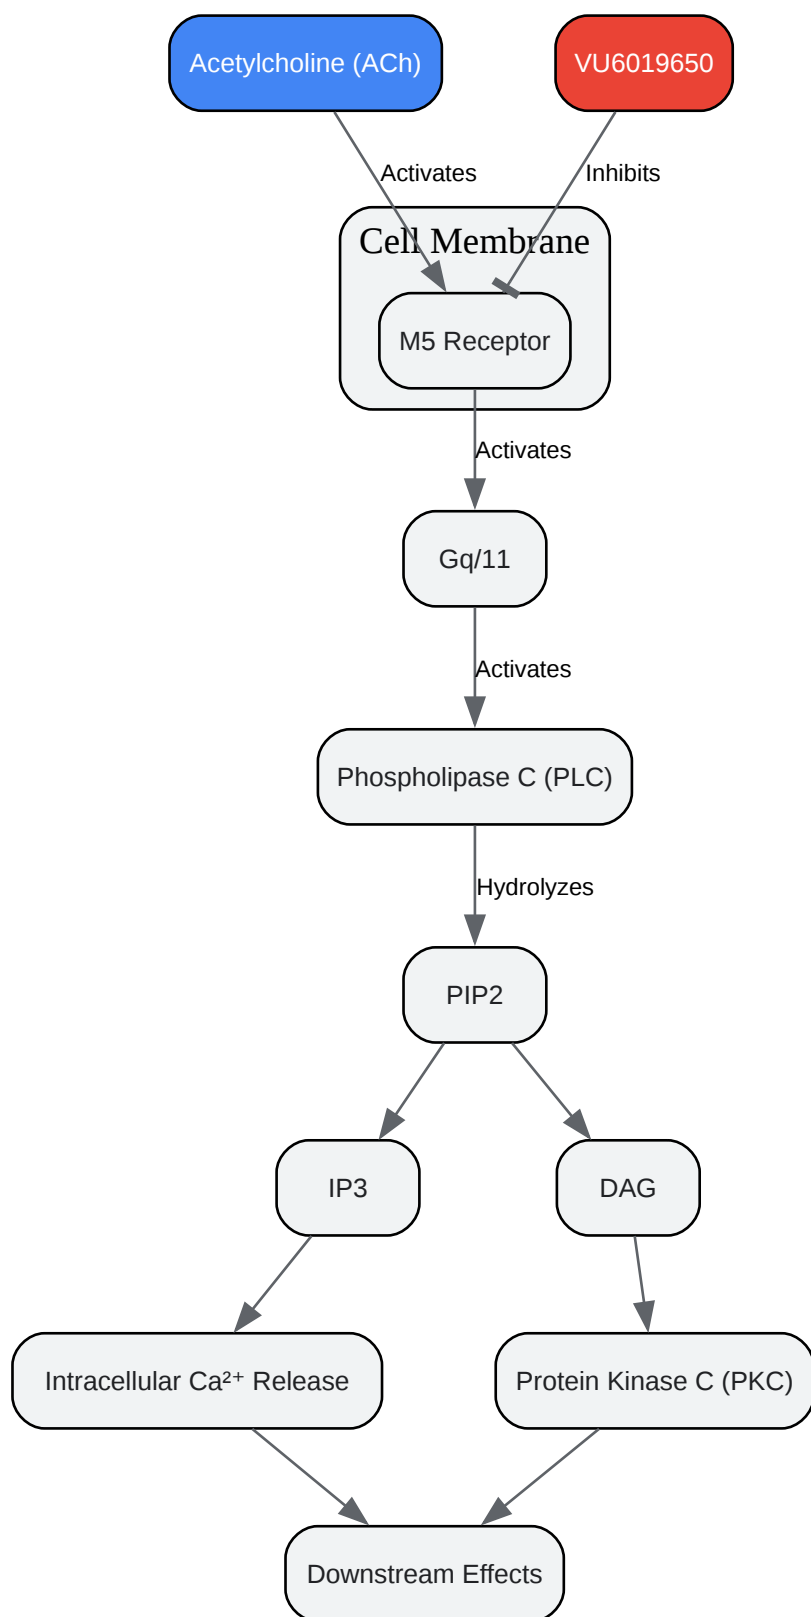 Acetylcholine (ACh)
VU6019650
Activates
Inhibits
Cell Membrane
M5 Receptor
Activates
Gq/11
Activates
Phospholipase C (PLC)
Hydrolyzes
PIP2
IP3
DAG
Intracellular Ca²⁺ Release
Protein Kinase C (PKC)
Downstream Effects